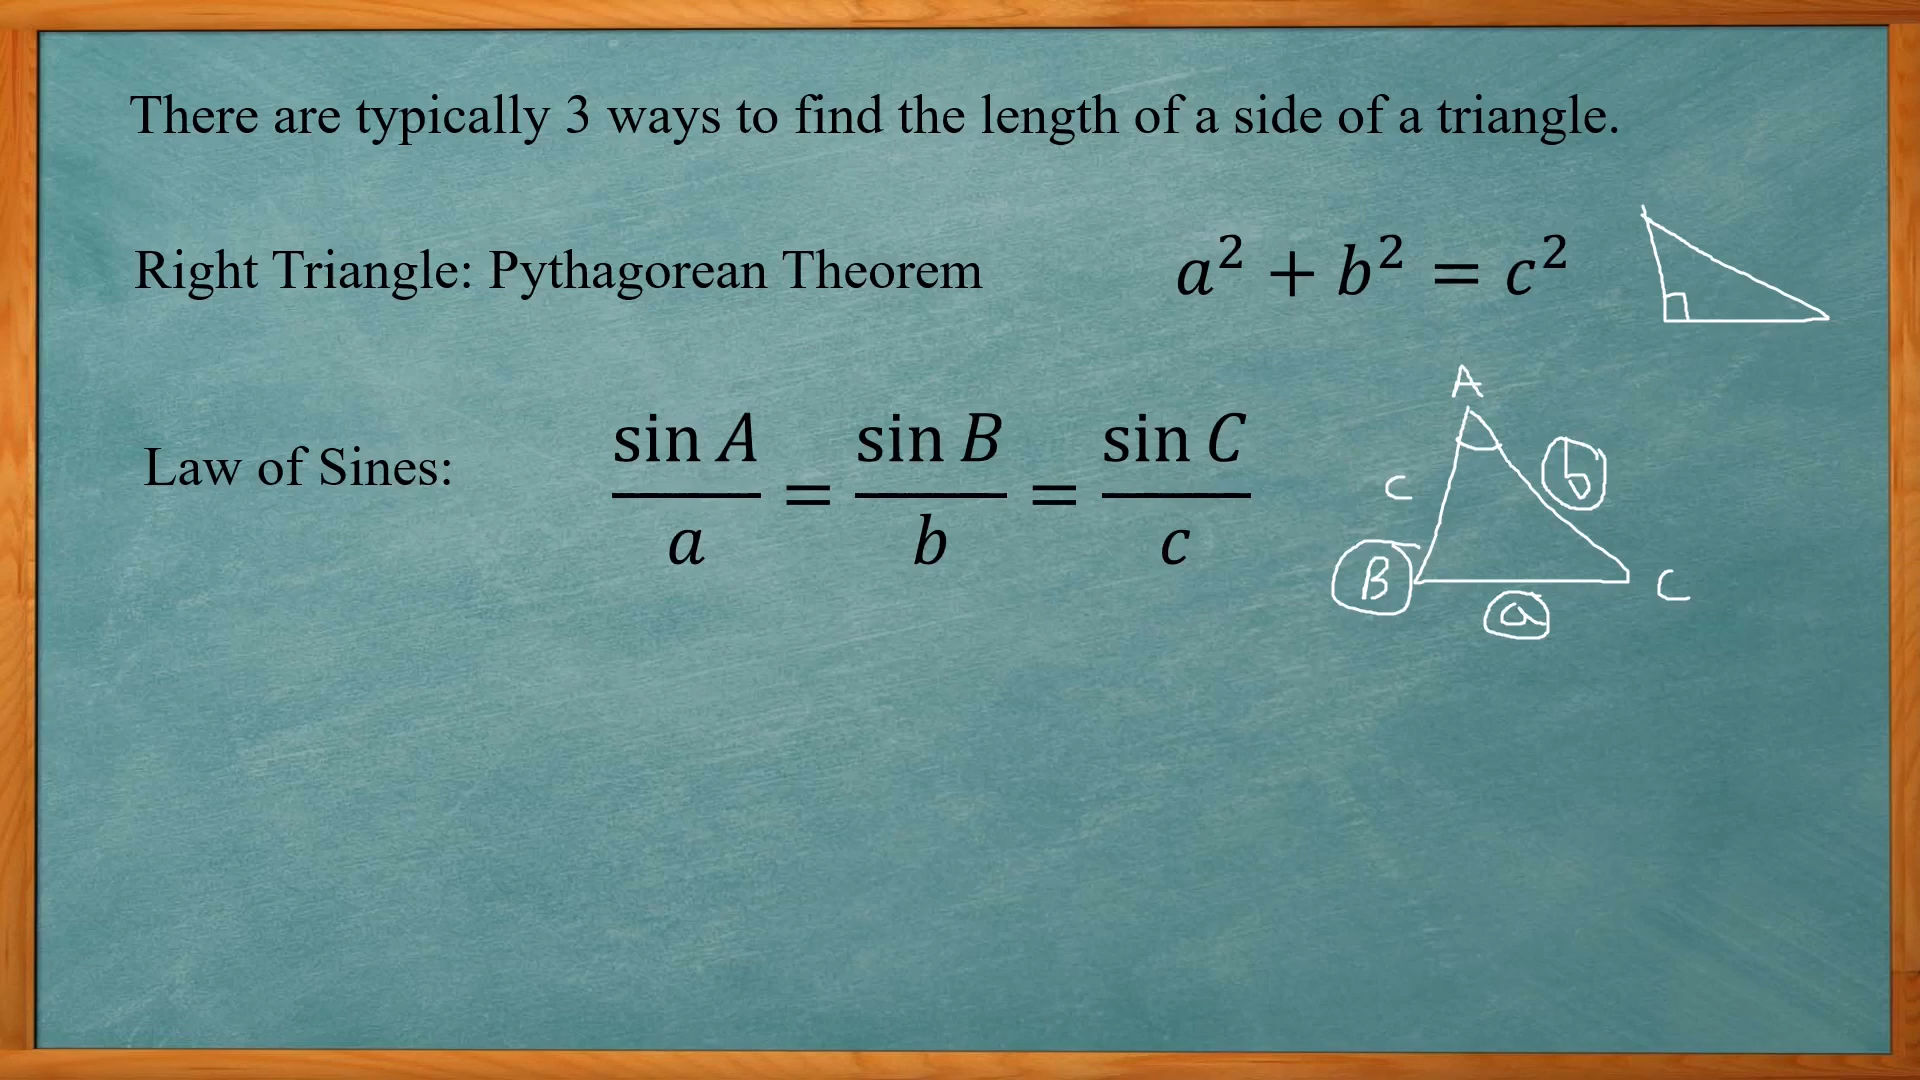 There are typically 3 ways to find the length of a side of a triangle.
Right Triangle: Pythagorean Theorem a² + b² = c²
Law of Sines: sin A / a = sin B / b = sin C / c
A
c b
B C
a